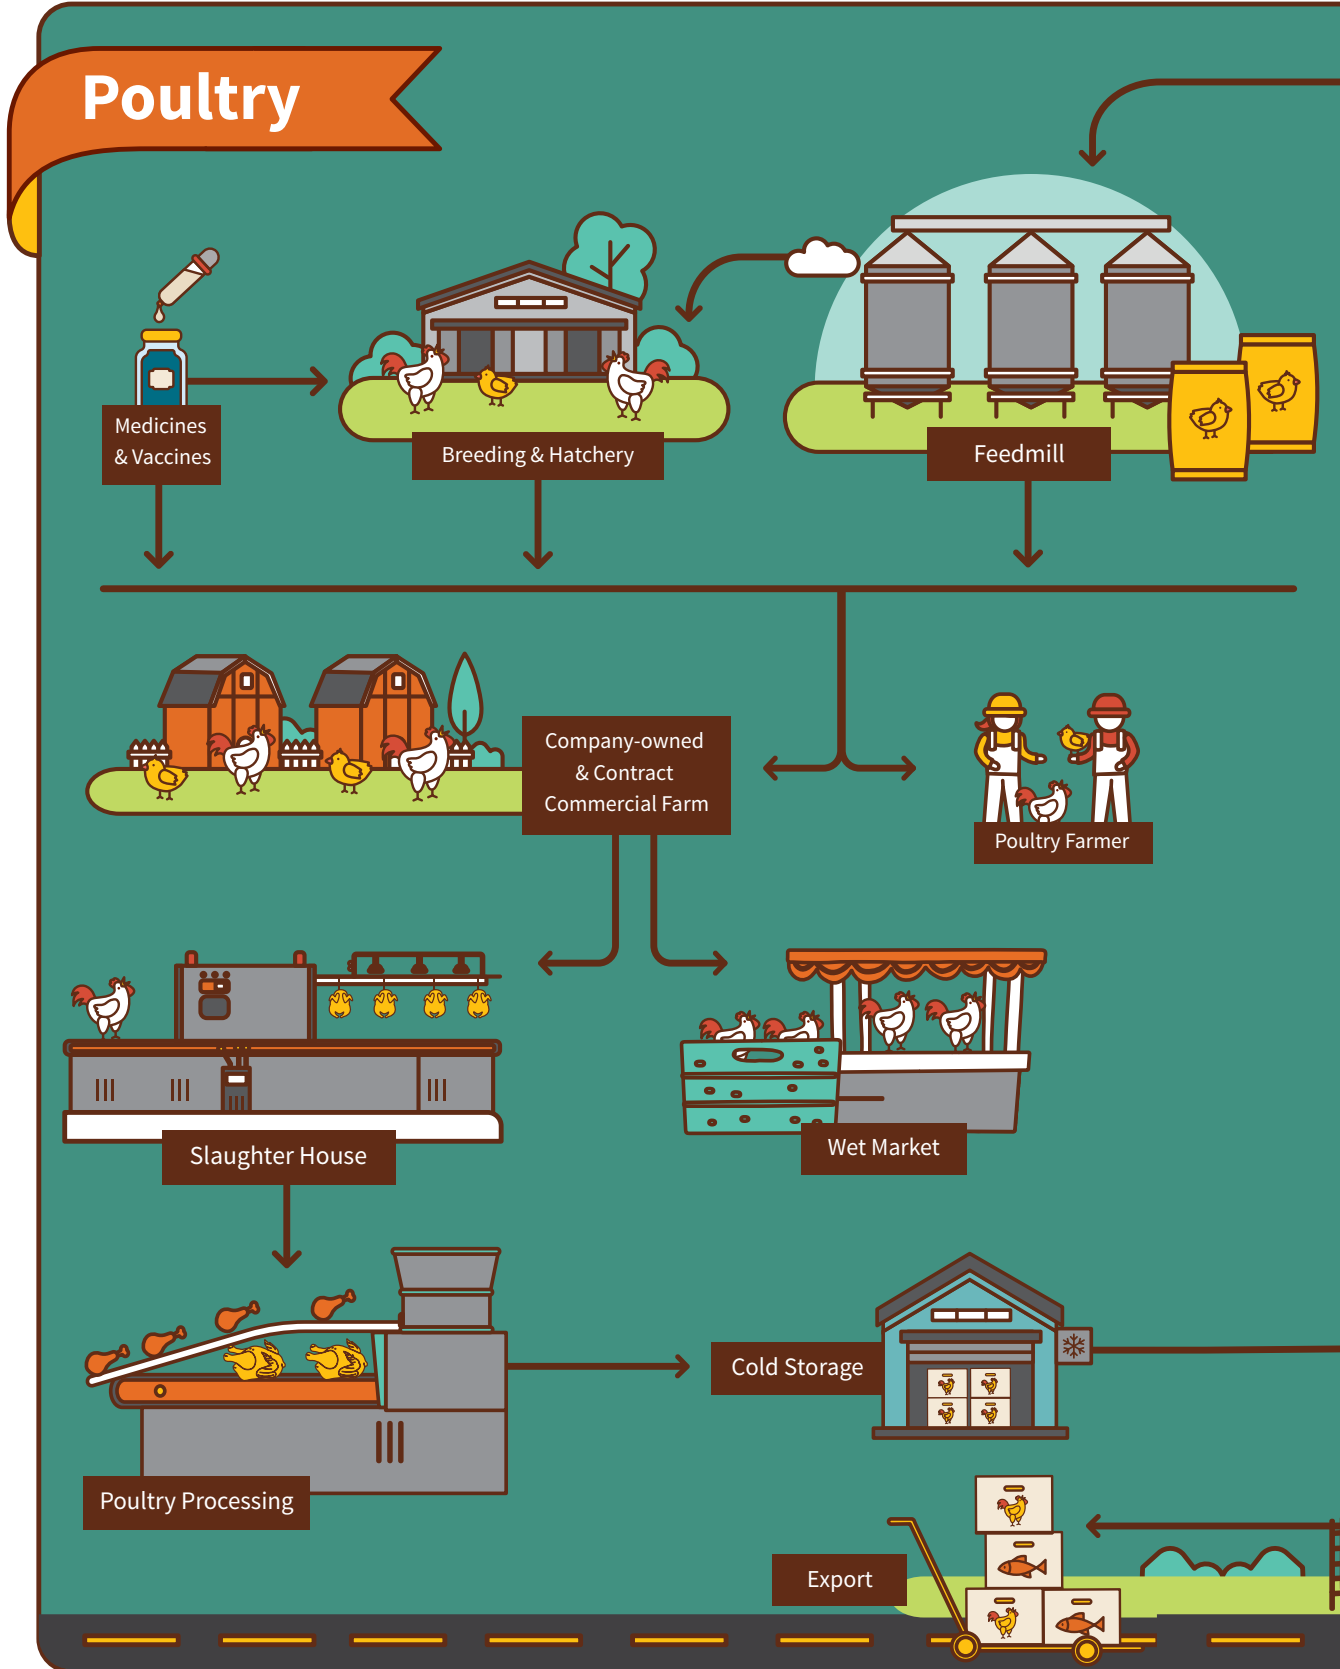 Poultry
Medicines
& Vaccines
Breeding & Hatchery
Feedmill
Company-owned
& Contract
Commercial Farm
Poultry Farmer
Slaughter House
Wet Market
Cold Storage
Poultry Processing
Export